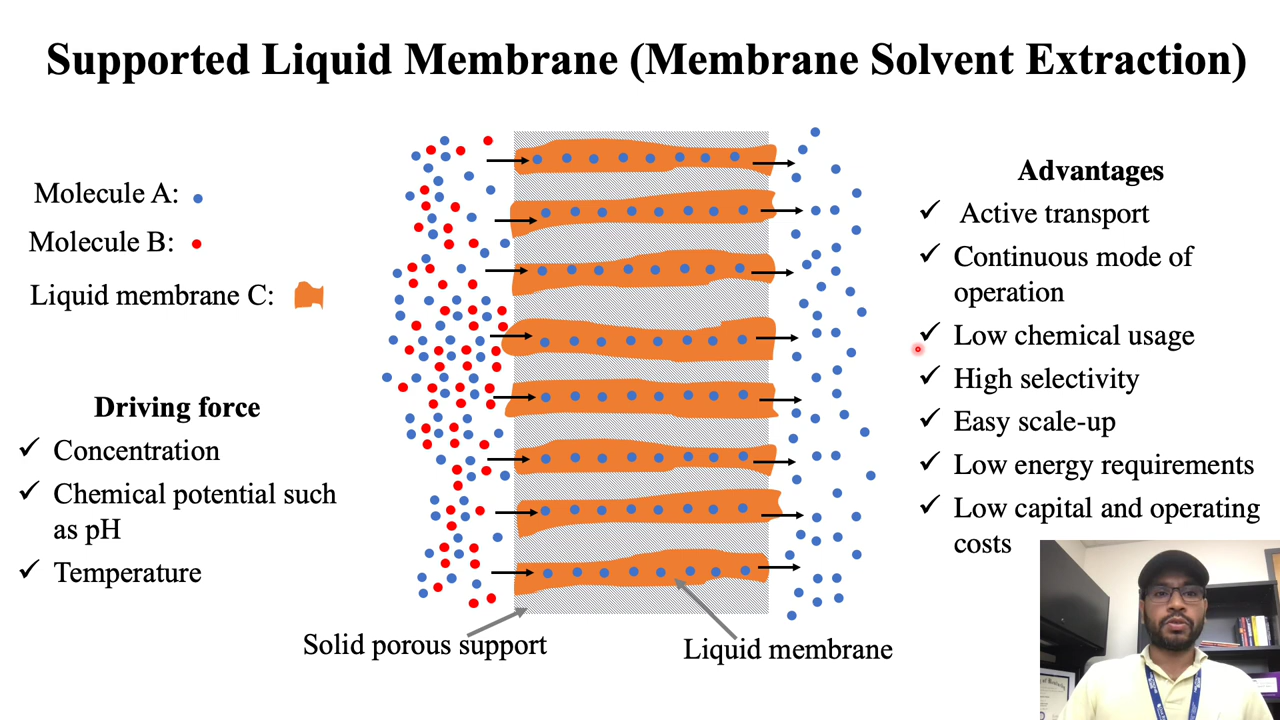 Supported Liquid Membrane (Membrane Solvent Extraction)
Molecule A:
Molecule B:
Liquid membrane C:
Driving force
✓ Concentration
✓ Chemical potential such
as pH
✓ Temperature
Solid porous support
Liquid membrane
Advantages
✓ Active transport
✓ Continuous mode of
operation
✓ Low chemical usage
✓ High selectivity
✓ Easy scale-up
✓ Low energy requirements
✓ Low capital and operating
costs